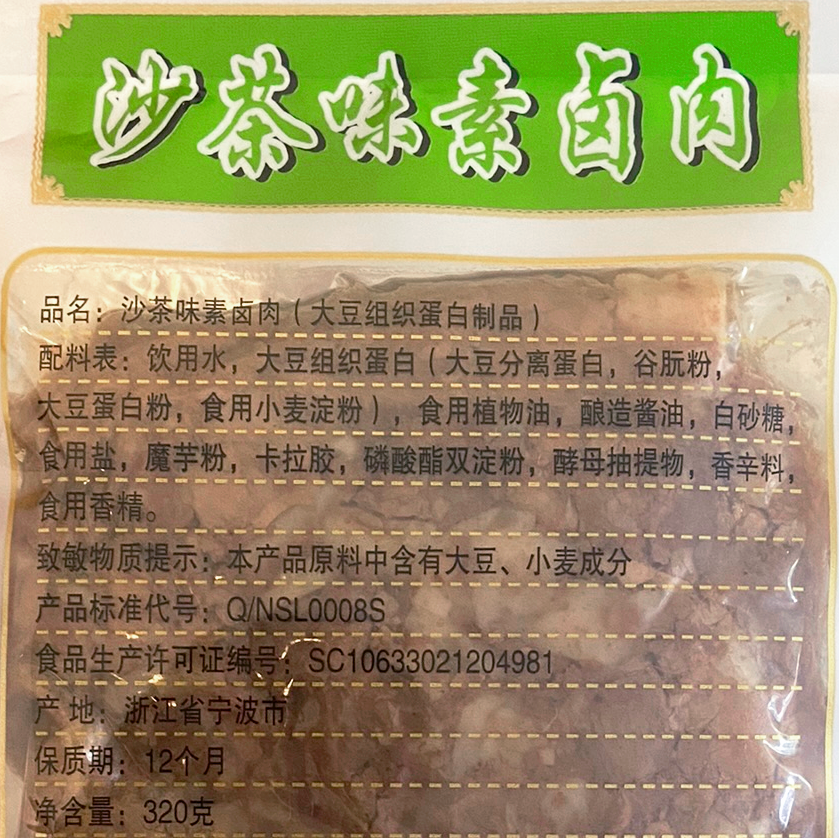 沙茶味素卤肉
品名：沙茶味素卤肉（大豆组织蛋白制品）
配料表：饮用水，大豆组织蛋白（大豆分离蛋白，谷朊粉，
大豆蛋白粉，食用小麦淀粉），食用植物油，酿造酱油，白砂糖，
食用盐，魔芋粉，卡拉胶，磷酸酯双淀粉，酵母抽提物，香辛料，
食用香精。
致敏物质提示：本产品原料中含有大豆、小麦成分
产品标准代号：Q/NSL0008S
食品生产许可证编号：SC10633021204981
产 地：浙江省宁波市
保质期：12个月
净含量：320克